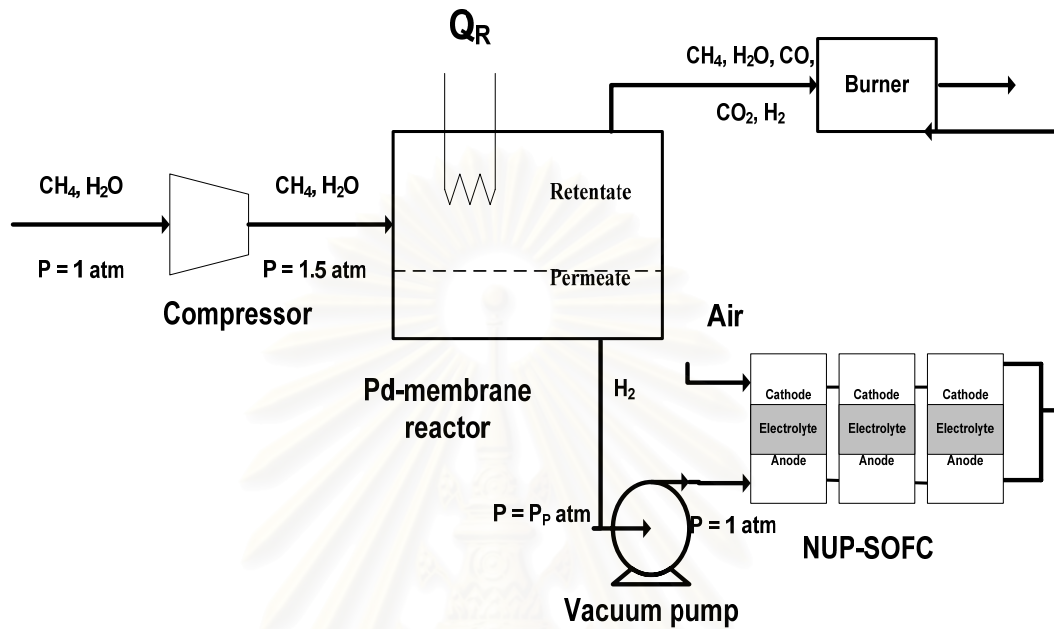 Q_R
CH₄, H₂O, CO,
CO₂, H₂
Burner
CH₄, H₂O
CH₄, H₂O
P = 1 atm
P = 1.5 atm
Compressor
Retentate
Permeate
Pd-membrane
reactor
H₂
Air
Cathode
Cathode
Cathode
Electrolyte
Electrolyte
Electrolyte
Anode
Anode
Anode
P = P_P atm
P = 1 atm
NUP-SOFC
Vacuum pump